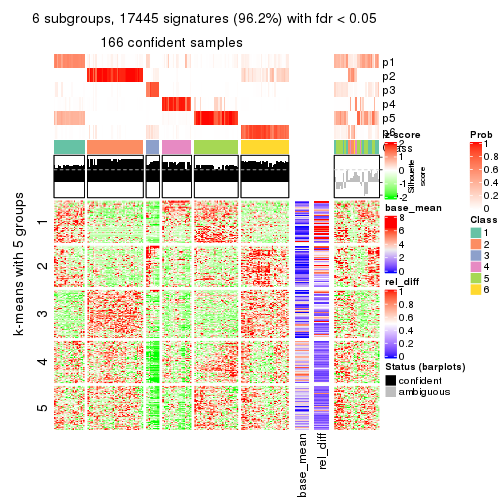 6 subgroups, 17445 signatures (96.2%) with fdr < 0.05
166 confident samples
p1
p2
p3
p4
p5
p6
Class
Silhouette
score
k-means with 5 groups
1
2
3
4
5
base_mean
rel_diff
z-score
2
1
0
-1
-2
base_mean
8
6
4
2
0
rel_diff
1
0.8
0.6
0.4
0.2
0
Status (barplots)
confident
ambiguous
Prob
1
0.8
0.6
0.4
0.2
0
Class
1
2
3
4
5
6